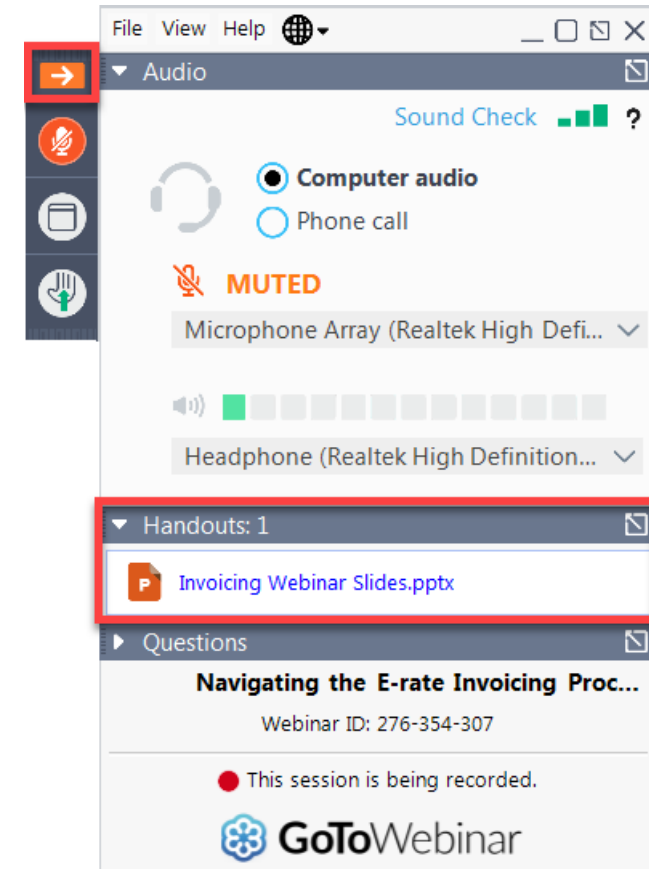 File View Help
Audio
Sound Check ?
Computer audio
Phone call
MUTED
Microphone Array (Realtek High Defi...
Headphone (Realtek High Definition...
Handouts: 1
P Invoicing Webinar Slides.pptx
Questions
Navigating the E-rate Invoicing Proc...
Webinar ID: 276-354-307
This session is being recorded.
GoToWebinar